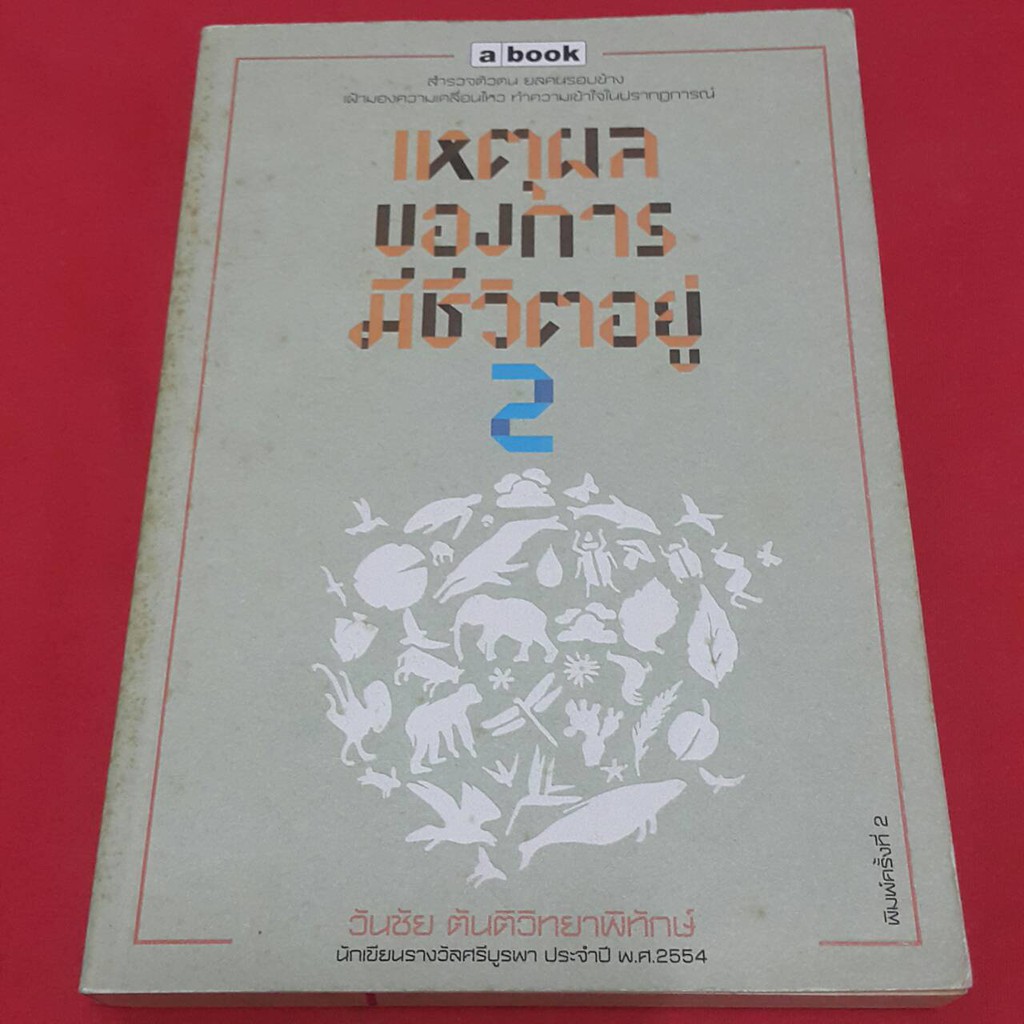 a book
สำรวจตัวตน ยลคนรอบข้าง
เฝ้ามองความเคลื่อนไหว ทำความเข้าใจในปรากฏการณ์
เหตุผล
ของการ
มีชีวิตอยู่
2
วันชัย ตันติวิทยาพิทักษ์
นักเขียนรางวัลศรีบูรพา ประจำปี พ.ศ.2554
พิมพ์ครั้งที่ 2